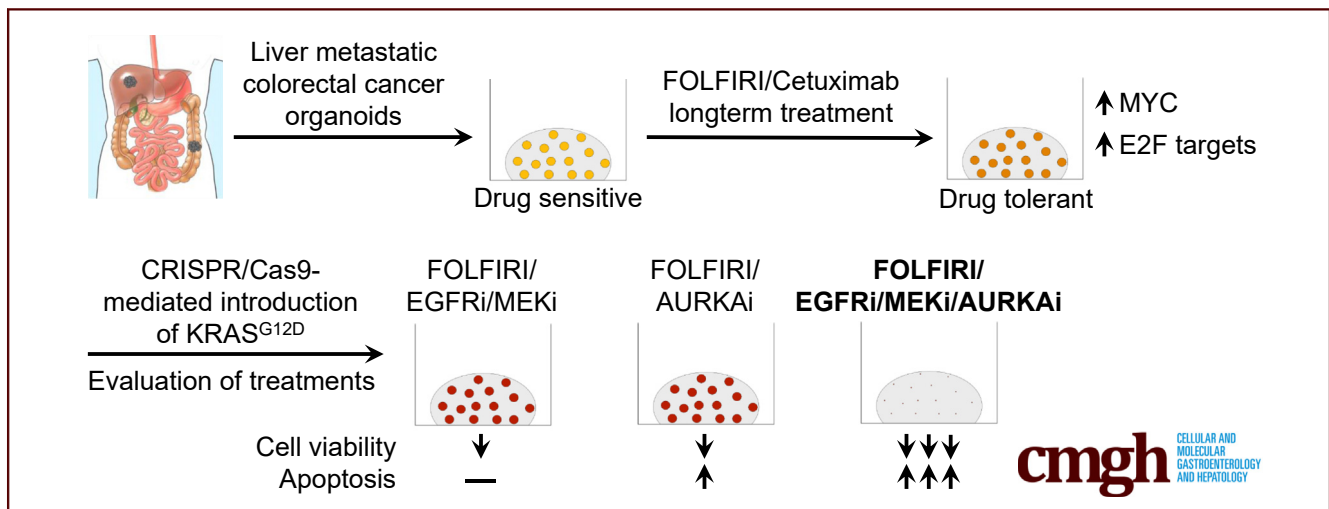 Liver metastatic
colorectal cancer
organoids
FOLFIRI/Cetuximab
longterm treatment
MYC
E2F targets
Drug sensitive
Drug tolerant
CRISPR/Cas9-
mediated introduction
of KRASG12D
Evaluation of treatments
FOLFIRI/
EGFRi/MEKi
FOLFIRI/
AURKAi
FOLFIRI/
EGFRi/MEKi/AURKAi
Cell viability
Apoptosis
cmgh
CELLULAR AND
MOLECULAR
GASTROENTEROLOGY
AND HEPATOLOGY